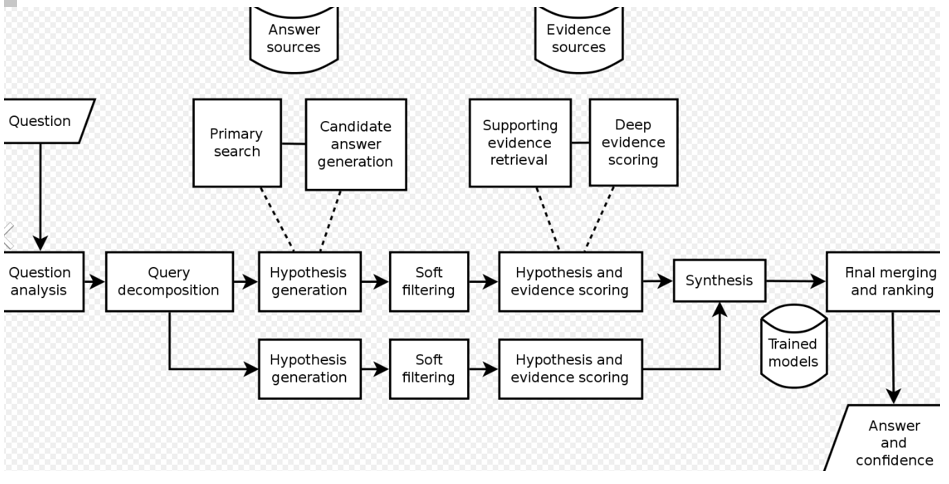 Answer
sources
Evidence
sources
Question
Primary
search
Candidate
answer
generation
Supporting
evidence
retrieval
Deep
evidence
scoring
Question
analysis
Query
decomposition
Hypothesis
generation
Soft
filtering
Hypothesis and
evidence scoring
Synthesis
Final merging
and ranking
Trained
models
Hypothesis
generation
Soft
filtering
Hypothesis and
evidence scoring
Answer
and
confidence